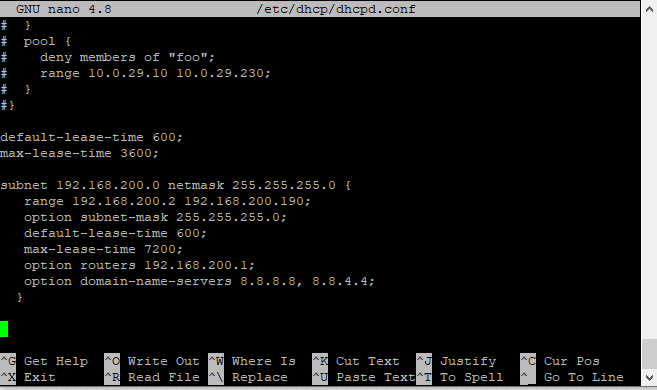 GNU nano 4.8 /etc/dhcp/dhcpd.conf
#  }
#  pool {
#    deny members of "foo";
#    range 10.0.29.10 10.0.29.230;
#  }
#}
default-lease-time 600;
max-lease-time 3600;
subnet 192.168.200.0 netmask 255.255.255.0 {
   range 192.168.200.2 192.168.200.190;
   option subnet-mask 255.255.255.0;
   default-lease-time 600;
   max-lease-time 7200;
   option routers 192.168.200.1;
   option domain-name-servers 8.8.8.8, 8.8.4.4;
  }
^G Get Help ^O Write Out ^W Where Is ^K Cut Text ^J Justify ^C Cur Pos
^X Exit ^R Read File ^\ Replace ^U Paste Text ^T To Spell ^_ Go To Line